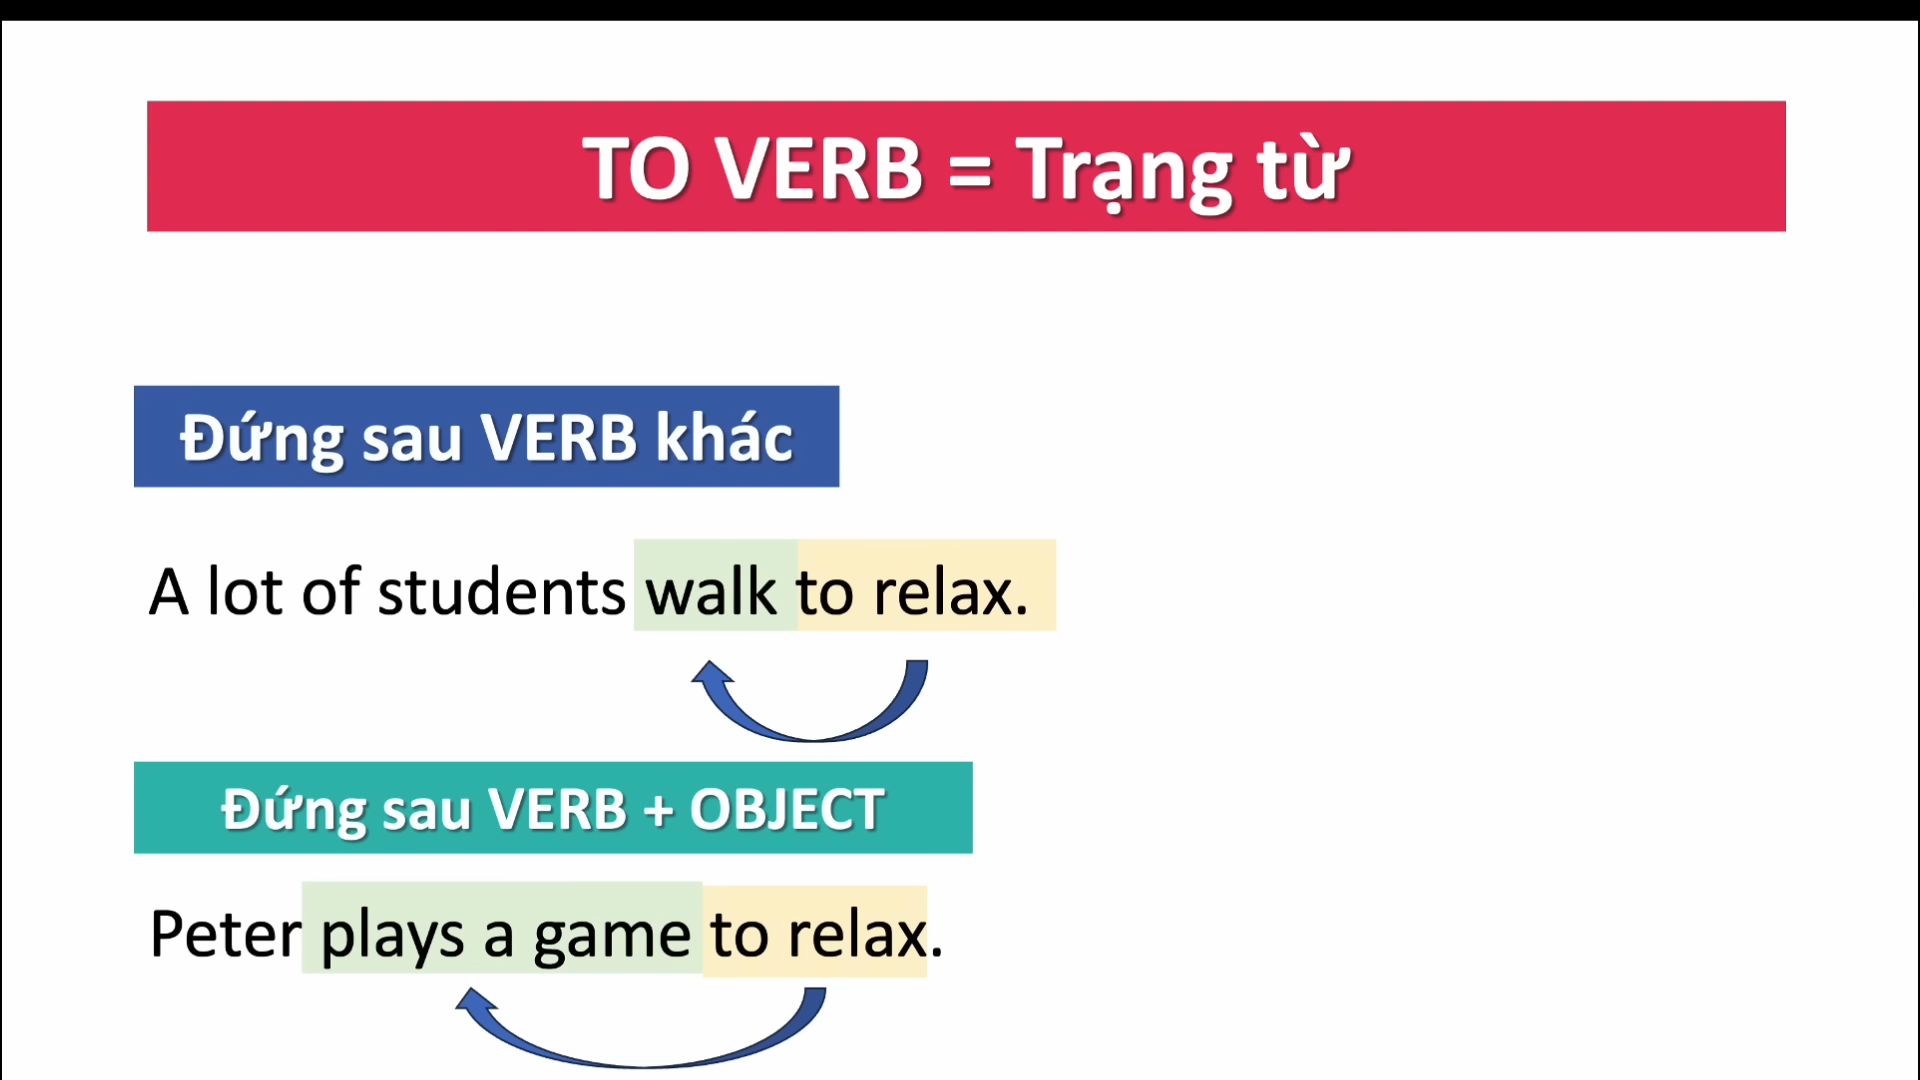 TO VERB = Trạng từ
Đứng sau VERB khác
A lot of students walk to relax.
Đứng sau VERB + OBJECT
Peter plays a game to relax.